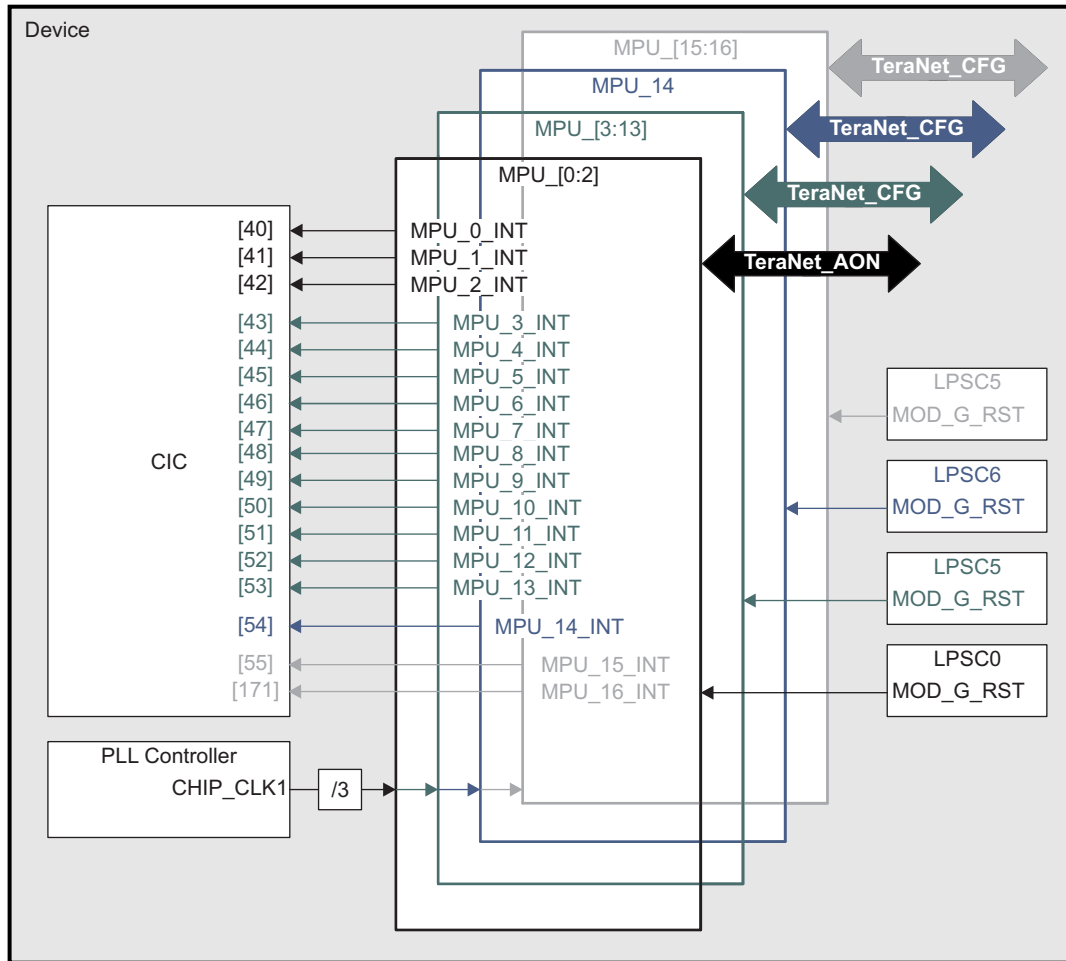 Device
MPU_[15:16]
TeraNet_CFG
MPU_14
TeraNet_CFG
MPU_[3:13]
TeraNet_CFG
MPU_[0:2]
TeraNet_AON
CIC
[40] MPU_0_INT
[41] MPU_1_INT
[42] MPU_2_INT
[43] MPU_3_INT
[44] MPU_4_INT
[45] MPU_5_INT
[46] MPU_6_INT
[47] MPU_7_INT
[48] MPU_8_INT
[49] MPU_9_INT
[50] MPU_10_INT
[51] MPU_11_INT
[52] MPU_12_INT
[53] MPU_13_INT
[54] MPU_14_INT
[55] MPU_15_INT
[171] MPU_16_INT
LPSC5
MOD_G_RST
LPSC6
MOD_G_RST
LPSC5
MOD_G_RST
LPSC0
MOD_G_RST
PLL Controller
CHIP_CLK1
/3